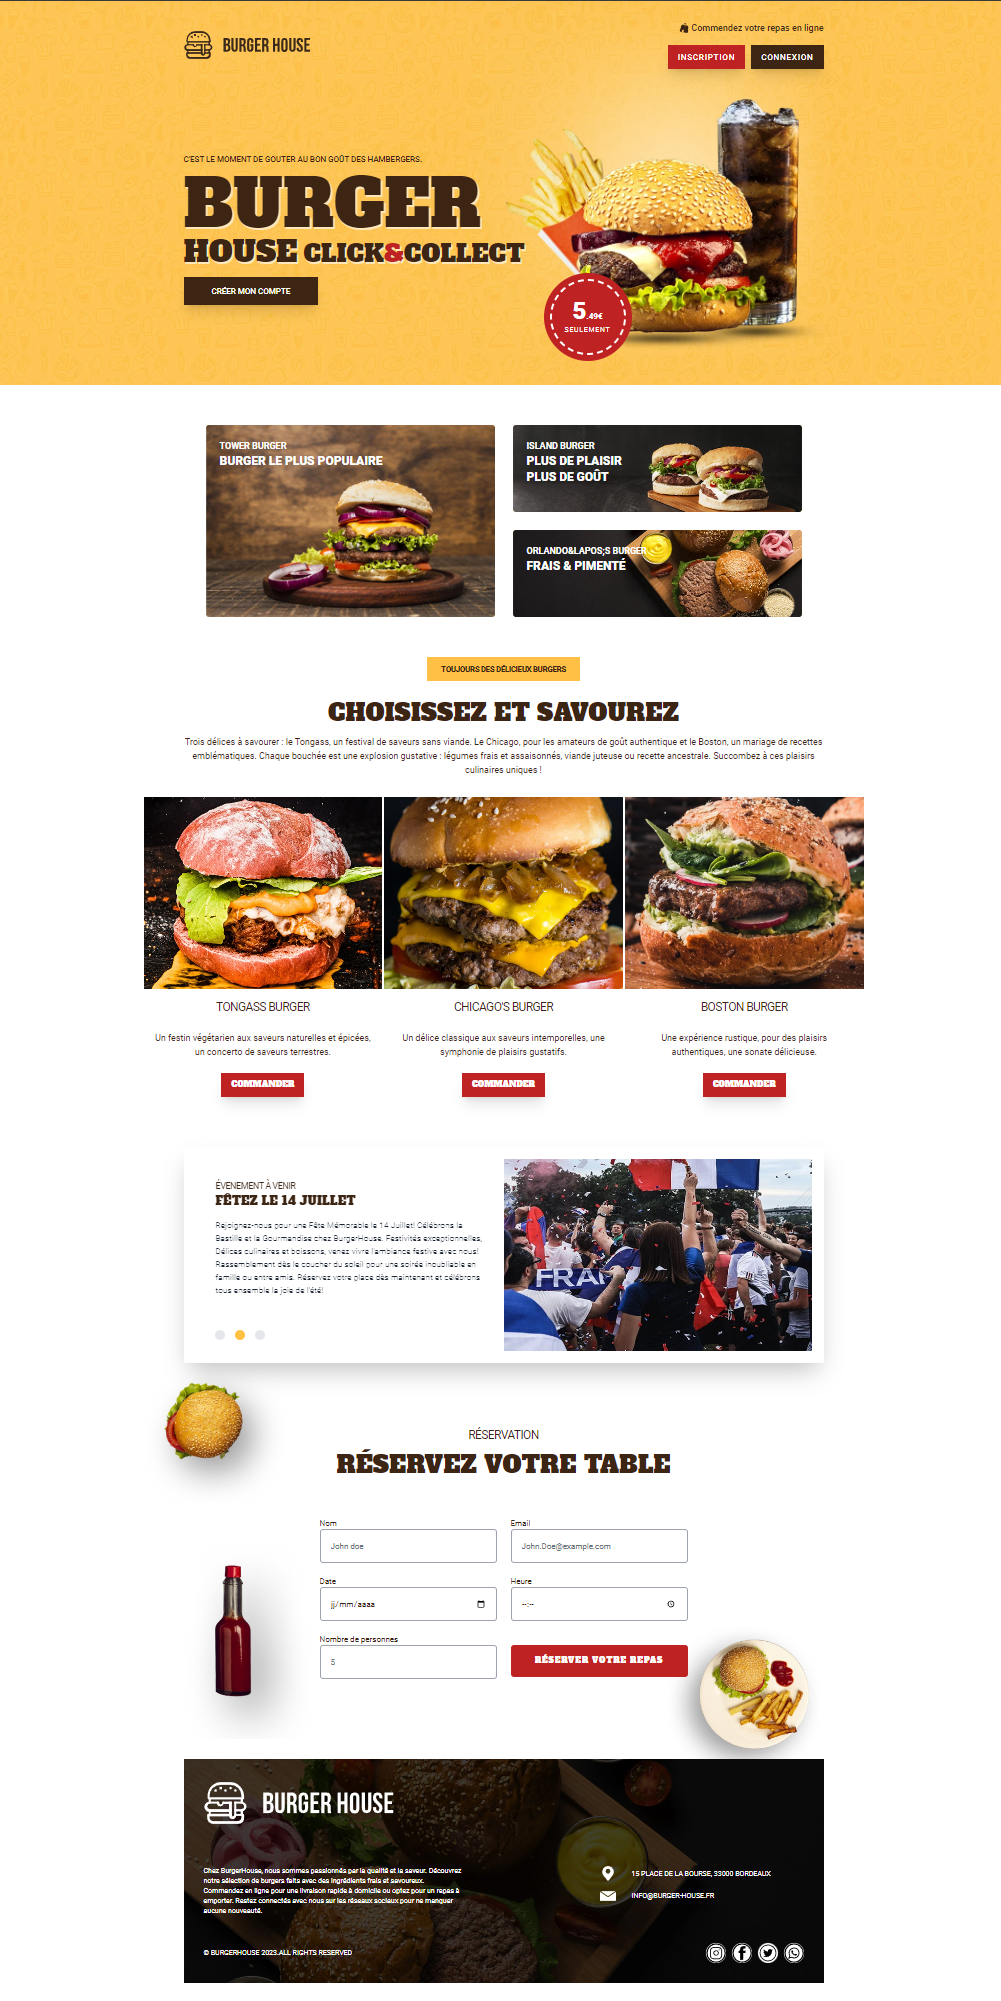 BURGER HOUSE
Commendez votre repas en ligne
INSCRIPTION
CONNEXION
C'EST LE MOMENT DE GOUTER AU BON GOÛT DES HAMBERGERS.
BURGER
HOUSE CLICK&COLLECT
CRÉER MON COMPTE
5.49€
SEULEMENT
TOWER BURGER
BURGER LE PLUS POPULAIRE
ISLAND BURGER
PLUS DE PLAISIR
PLUS DE GOÛT
ORLANDO&LAPOS;S BURGER
FRAIS & PIMENTÉ
TOUJOURS DES DÉLICIEUX BURGERS
CHOISISSEZ ET SAVOUREZ
Trois délices à savourer : le Tongass, un festival de saveurs sans viande. Le Chicago, pour les amateurs de goût authentique et le Boston, un mariage de recettes
emblématiques. Chaque bouchée est une explosion gustative : légumes frais et assaisonnés, viande juteuse ou recette ancestrale. Succombez à ces plaisirs
culinaires uniques !
TONGASS BURGER
Un festin végétarien aux saveurs naturelles et épicées,
un concerto de saveurs terrestres.
COMMANDER
CHICAGO'S BURGER
Un délice classique aux saveurs intemporelles, une
symphonie de plaisirs gustatifs.
COMMANDER
BOSTON BURGER
Une expérience rustique, pour des plaisirs
authentiques, une sonate délicieuse.
COMMANDER
ÉVENEMENT À VENIR
FÊTEZ LE 14 JUILLET
Rejoignez-nous pour une Fête Mémorable le 14 Juillet! Célébrons la
Bastille et la Gourmandise chez BurgerHouse. Festivités exceptionnelles,
Délices culinaires et boissons, venez vivre l'ambiance festive avec nous!
Rassemblement dès le coucher du soleil pour une soirée inoubliable en
famille ou entre amis. Réservez votre place dès maintenant et célébrons
tous ensemble la joie de l'été!
FRAN
RÉSERVATION
RÉSERVEZ VOTRE TABLE
Nom
John doe
Email
John.Doe@example.com
Date
jj/mm/aaaa
Heure
--:--
Nombre de personnes
5
RÉSERVER VOTRE REPAS
BURGER HOUSE
Chez BurgerHouse, nous sommes passionnés par la qualité et la saveur. Découvrez
notre sélection de burgers faits avec des ingrédients frais et savoureux.
Commandez en ligne pour une livraison rapide à domicile ou optez pour un repas à
emporter. Restez connectés avec nous sur les réseaux sociaux pour ne manquer
aucune nouveauté.
15 PLACE DE LA BOURSE, 33000 BORDEAUX
INFO@BURGER-HOUSE.FR
© BURGERHOUSE 2023.ALL RIGHTS RESERVED